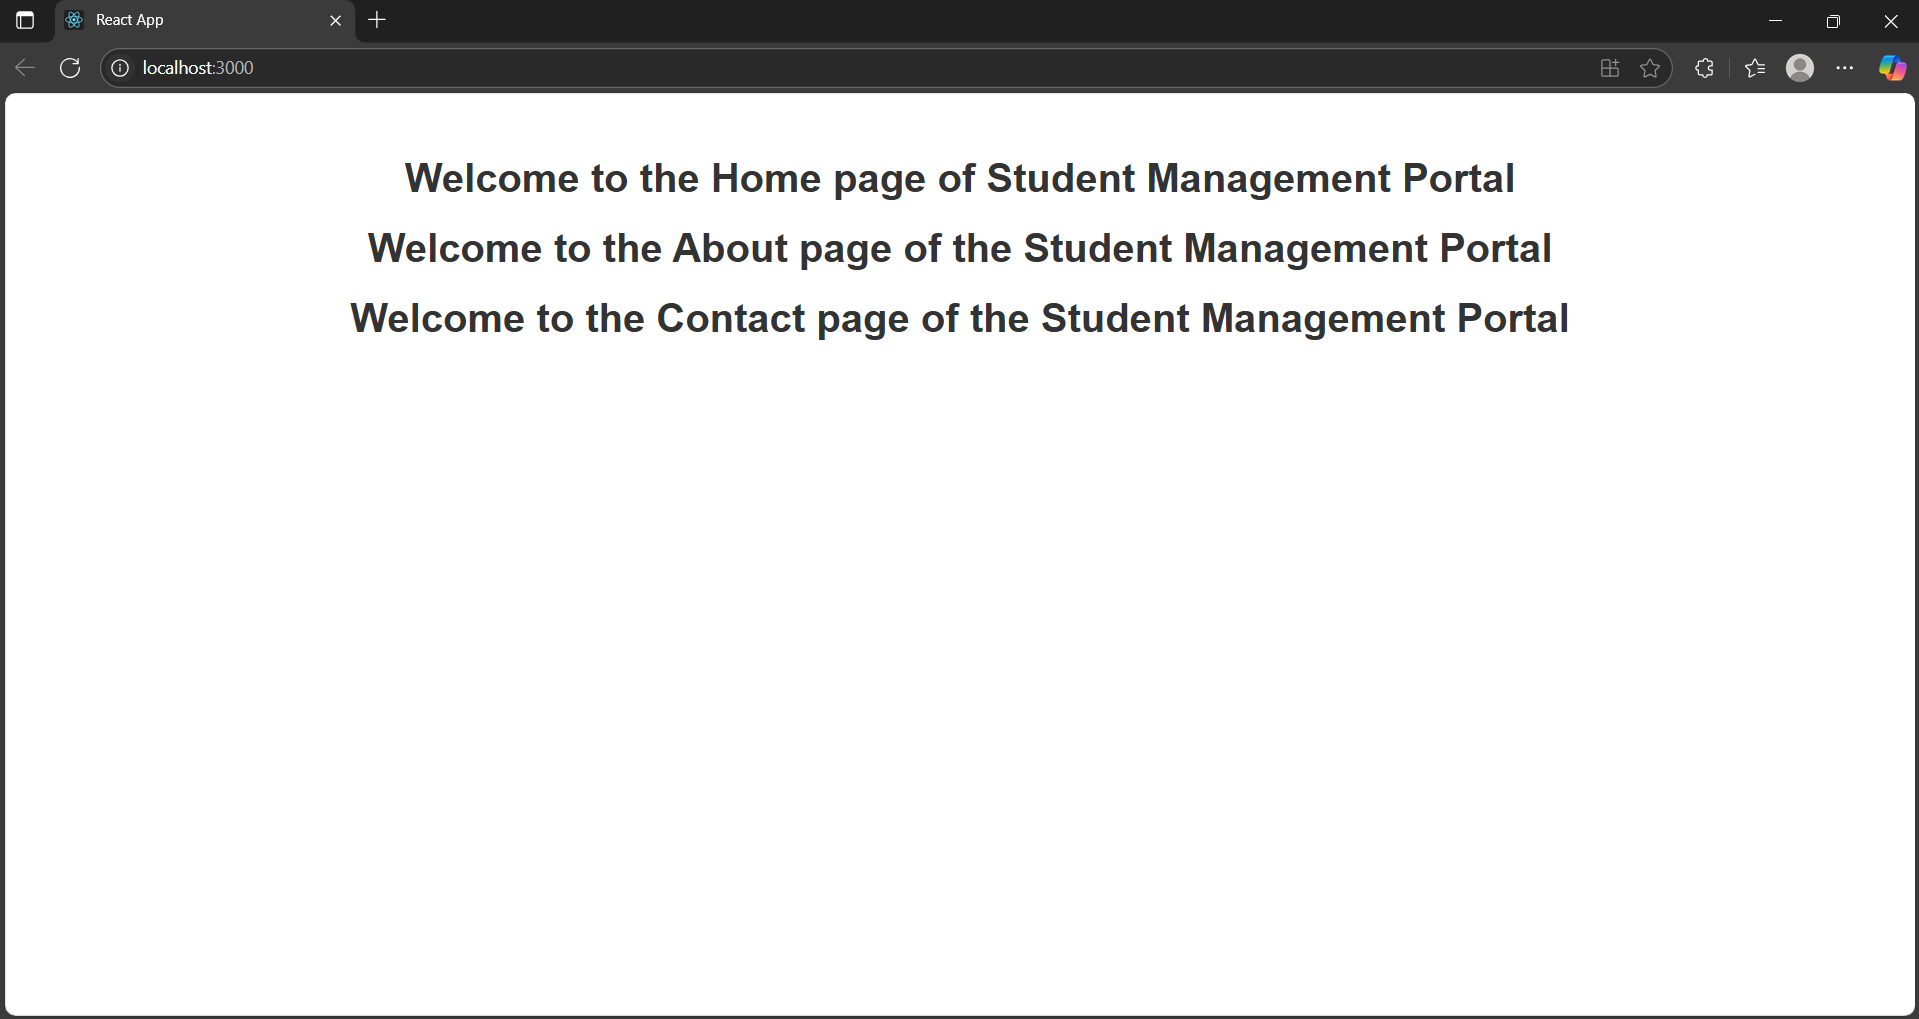 React App
localhost:3000
Welcome to the Home page of Student Management Portal
Welcome to the About page of the Student Management Portal
Welcome to the Contact page of the Student Management Portal